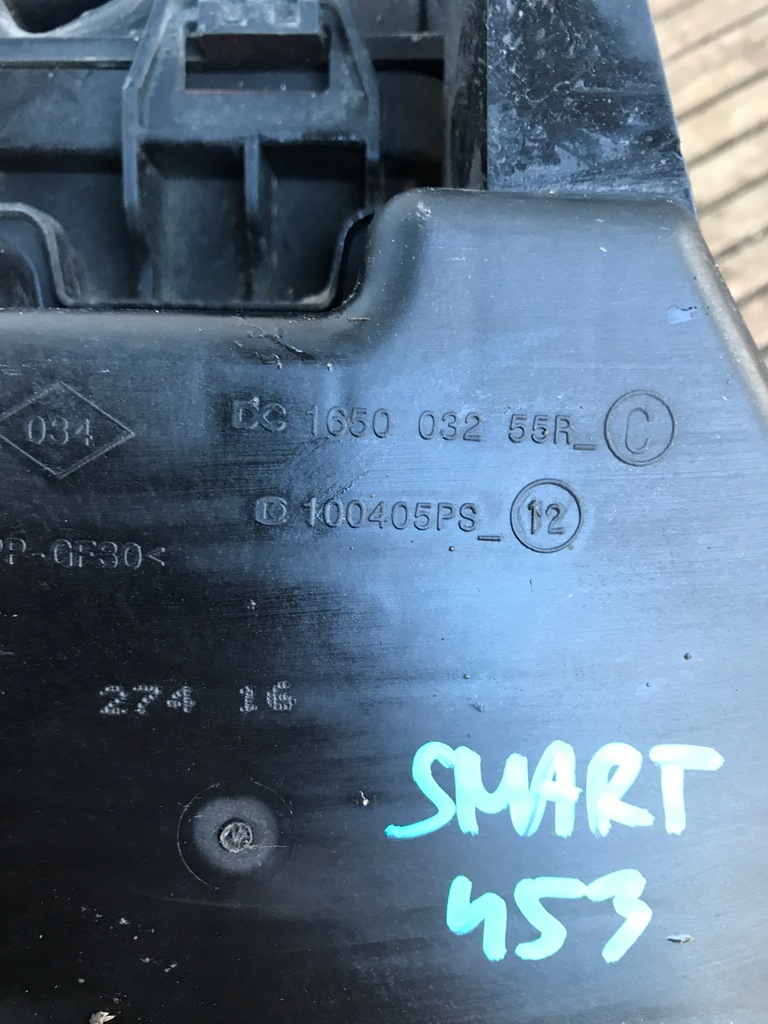 034
DC 1650 032 55R_ C
D 100405PS_ 12
PP-GF30<
274 16
SMART
453